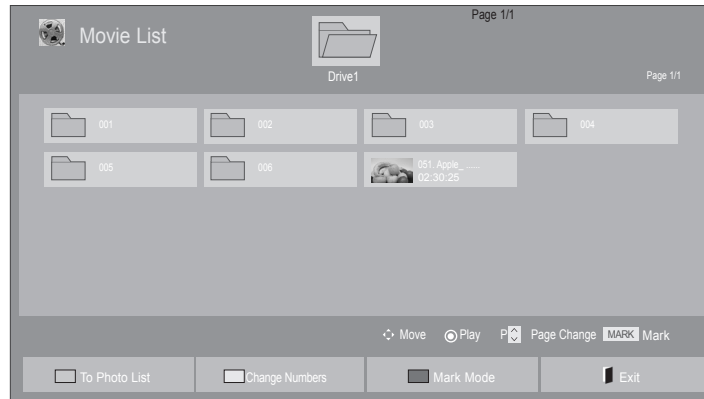 Page 1/1
Movie List
Drive1
Page 1/1
001
002
003
004
005
006
051. Apple_ ......
02:30:25
Move
Play
P
Page Change
MARK
Mark
To Photo List
Change Numbers
Mark Mode
Exit